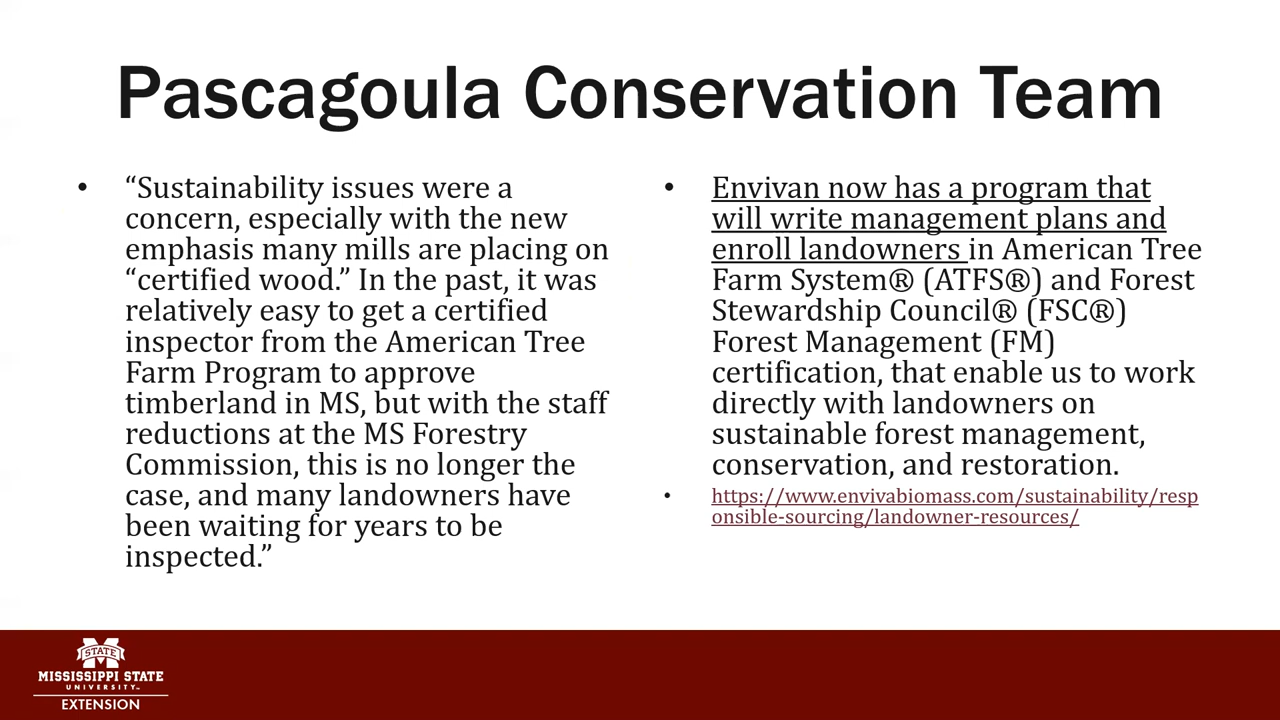 Pascagoula Conservation Team
• “Sustainability issues were a
concern, especially with the new
emphasis many mills are placing on
“certified wood.” In the past, it was
relatively easy to get a certified
inspector from the American Tree
Farm Program to approve
timberland in MS, but with the staff
reductions at the MS Forestry
Commission, this is no longer the
case, and many landowners have
been waiting for years to be
inspected.”
• Envivan now has a program that
will write management plans and
enroll landowners in American Tree
Farm System® (ATFS®) and Forest
Stewardship Council® (FSC®)
Forest Management (FM)
certification, that enable us to work
directly with landowners on
sustainable forest management,
conservation, and restoration.
• https://www.envivabiomass.com/sustainability/resp
onsible-sourcing/landowner-resources/
STATE
MISSISSIPPI STATE
UNIVERSITY™
EXTENSION